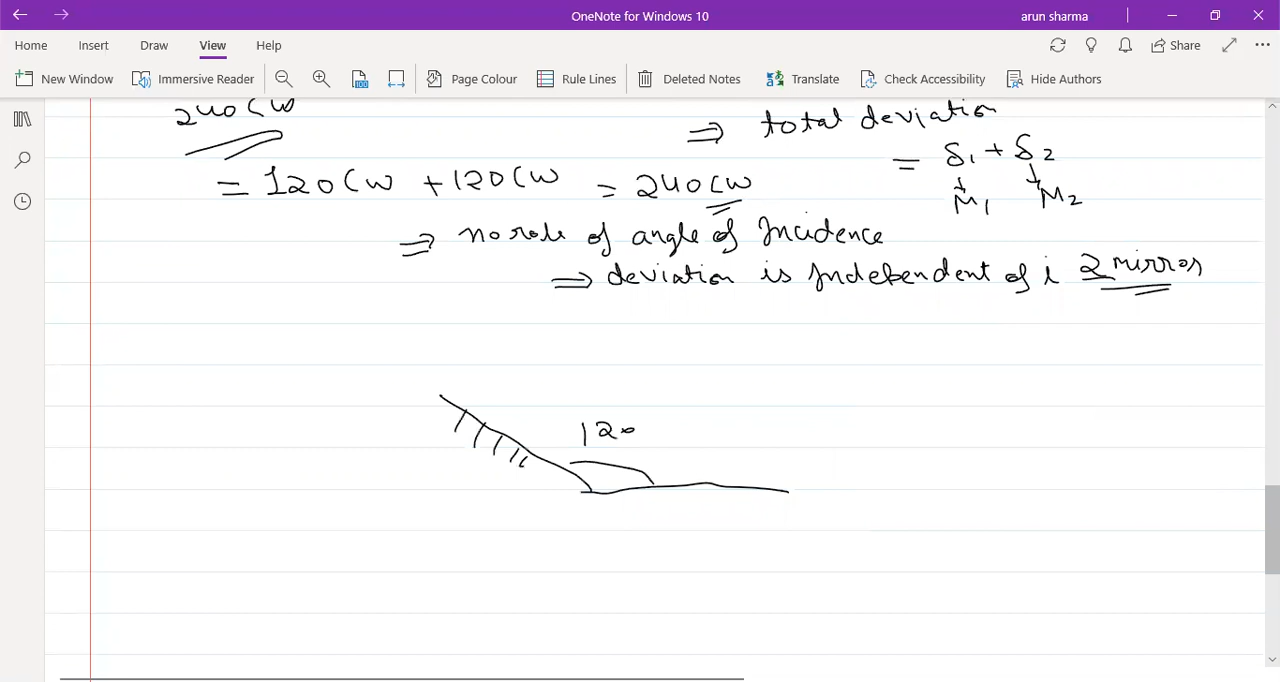 OneNote for Windows 10
arun sharma
Home Insert Draw View Help
Share
New Window Immersive Reader Page Colour Rule Lines Deleted Notes Translate Check Accessibility Hide Authors
240 CW
⇒ total deviation
= δ1 + δ2
M1 M2
= 120 CW + 120 CW = 240 CW
⇒ no role of angle of Incidence
⇒ deviation is Independent of i 2 mirror
120